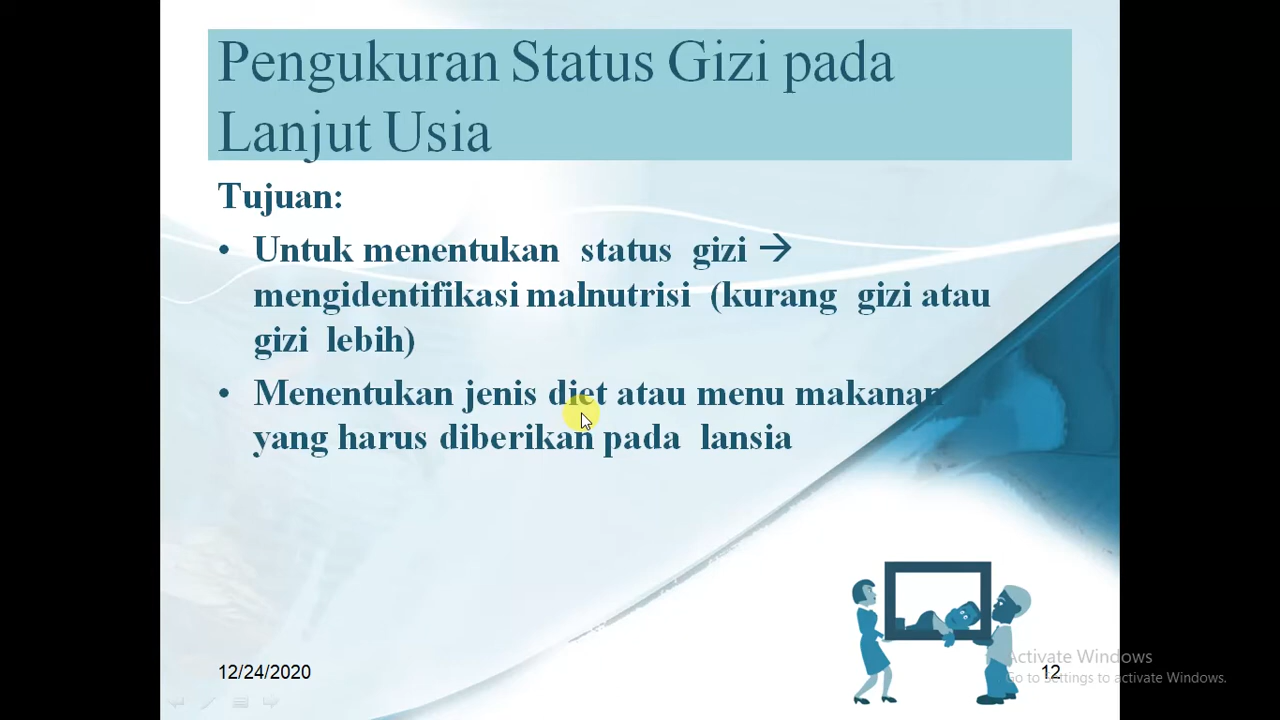 Pengukuran Status Gizi pada
Lanjut Usia
Tujuan:
• Untuk menentukan status gizi →
mengidentifikasi malnutrisi (kurang gizi atau
gizi lebih)
• Menentukan jenis diet atau menu makanan
yang harus diberikan pada lansia
12/24/2020
12
Activate Windows
Go to Settings to activate Windows.